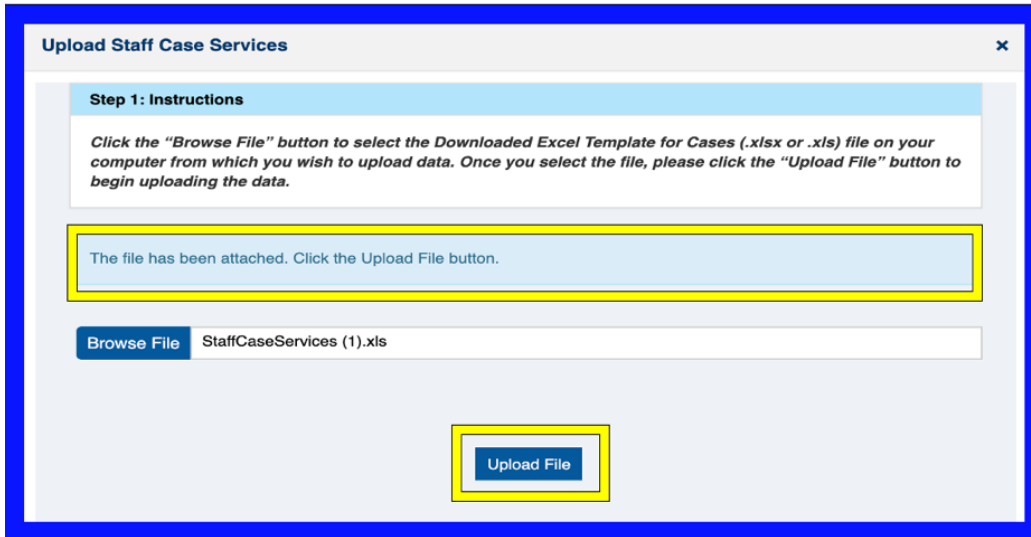 Upload Staff Case Services ×
Step 1: Instructions
Click the “Browse File” button to select the Downloaded Excel Template for Cases (.xlsx or .xls) file on your
computer from which you wish to upload data. Once you select the file, please click the “Upload File” button to
begin uploading the data.
The file has been attached. Click the Upload File button.
Browse File StaffCaseServices (1).xls
Upload File